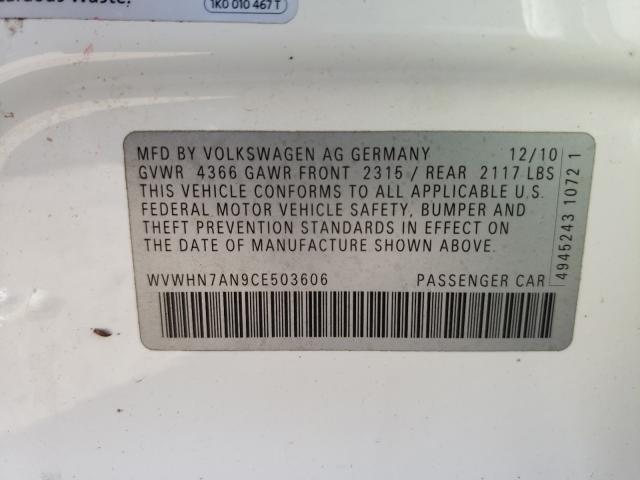 1K0 010 467 T
MFD BY VOLKSWAGEN AG GERMANY 12/10
GVWR 4366 GAWR FRONT 2315 / REAR 2117 LBS
THIS VEHICLE CONFORMS TO ALL APPLICABLE U.S.
FEDERAL MOTOR VEHICLE SAFETY, BUMPER AND
THEFT PREVENTION STANDARDS IN EFFECT ON
THE DATE OF MANUFACTURE SHOWN ABOVE.
WVWHN7AN9CE503606 PASSENGER CAR
4945243 1072 1